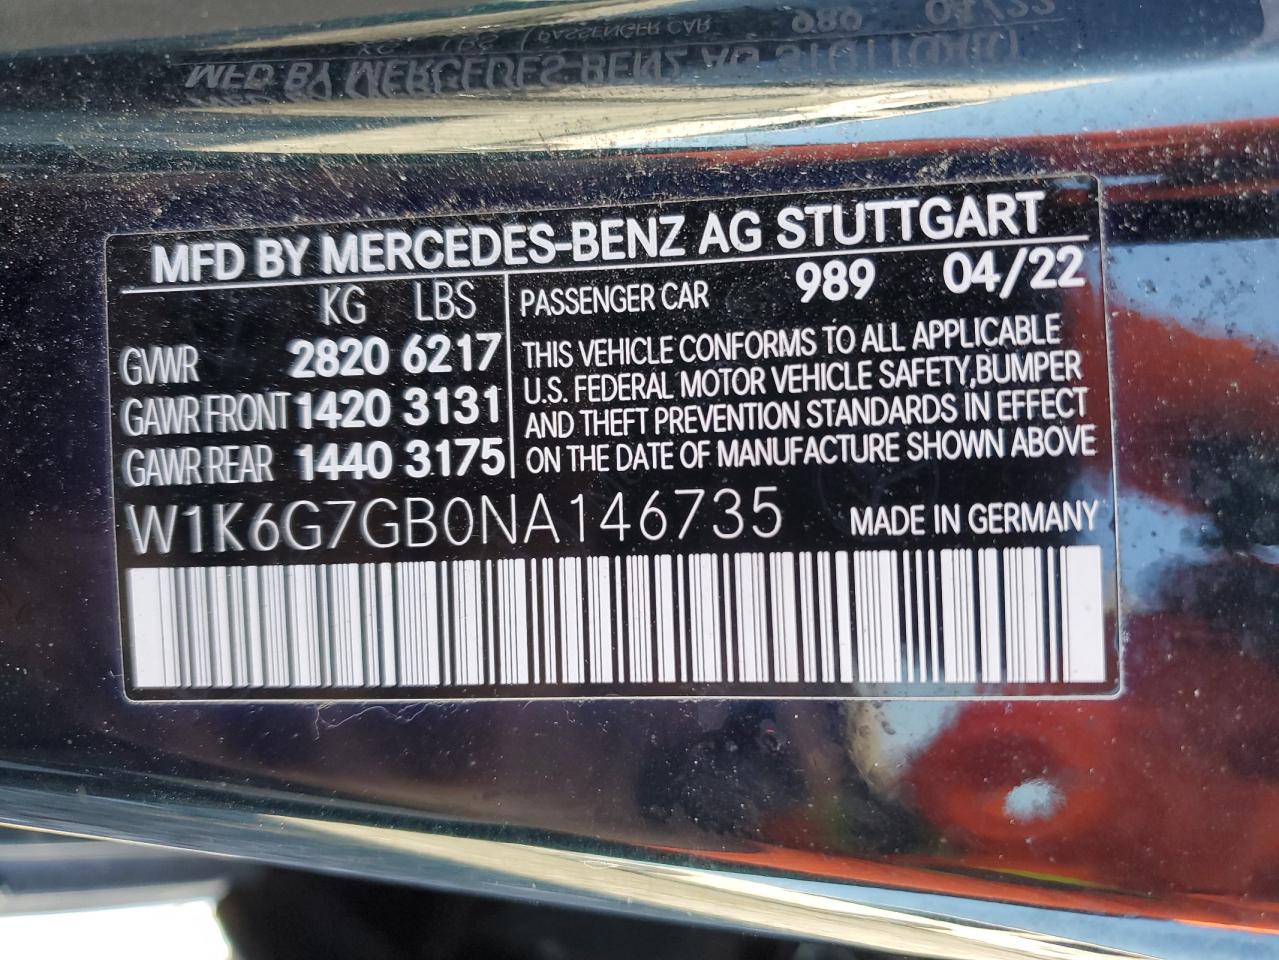 MFD BY MERCEDES-BENZ AG STUTTGART
KG LBS
GVWR 2820 6217
GAWR FRONT 1420 3131
GAWR REAR 1440 3175
PASSENGER CAR 989 04/22
THIS VEHICLE CONFORMS TO ALL APPLICABLE
U.S. FEDERAL MOTOR VEHICLE SAFETY,BUMPER
AND THEFT PREVENTION STANDARDS IN EFFECT
ON THE DATE OF MANUFACTURE SHOWN ABOVE
W1K6G7GB0NA146735 MADE IN GERMANY